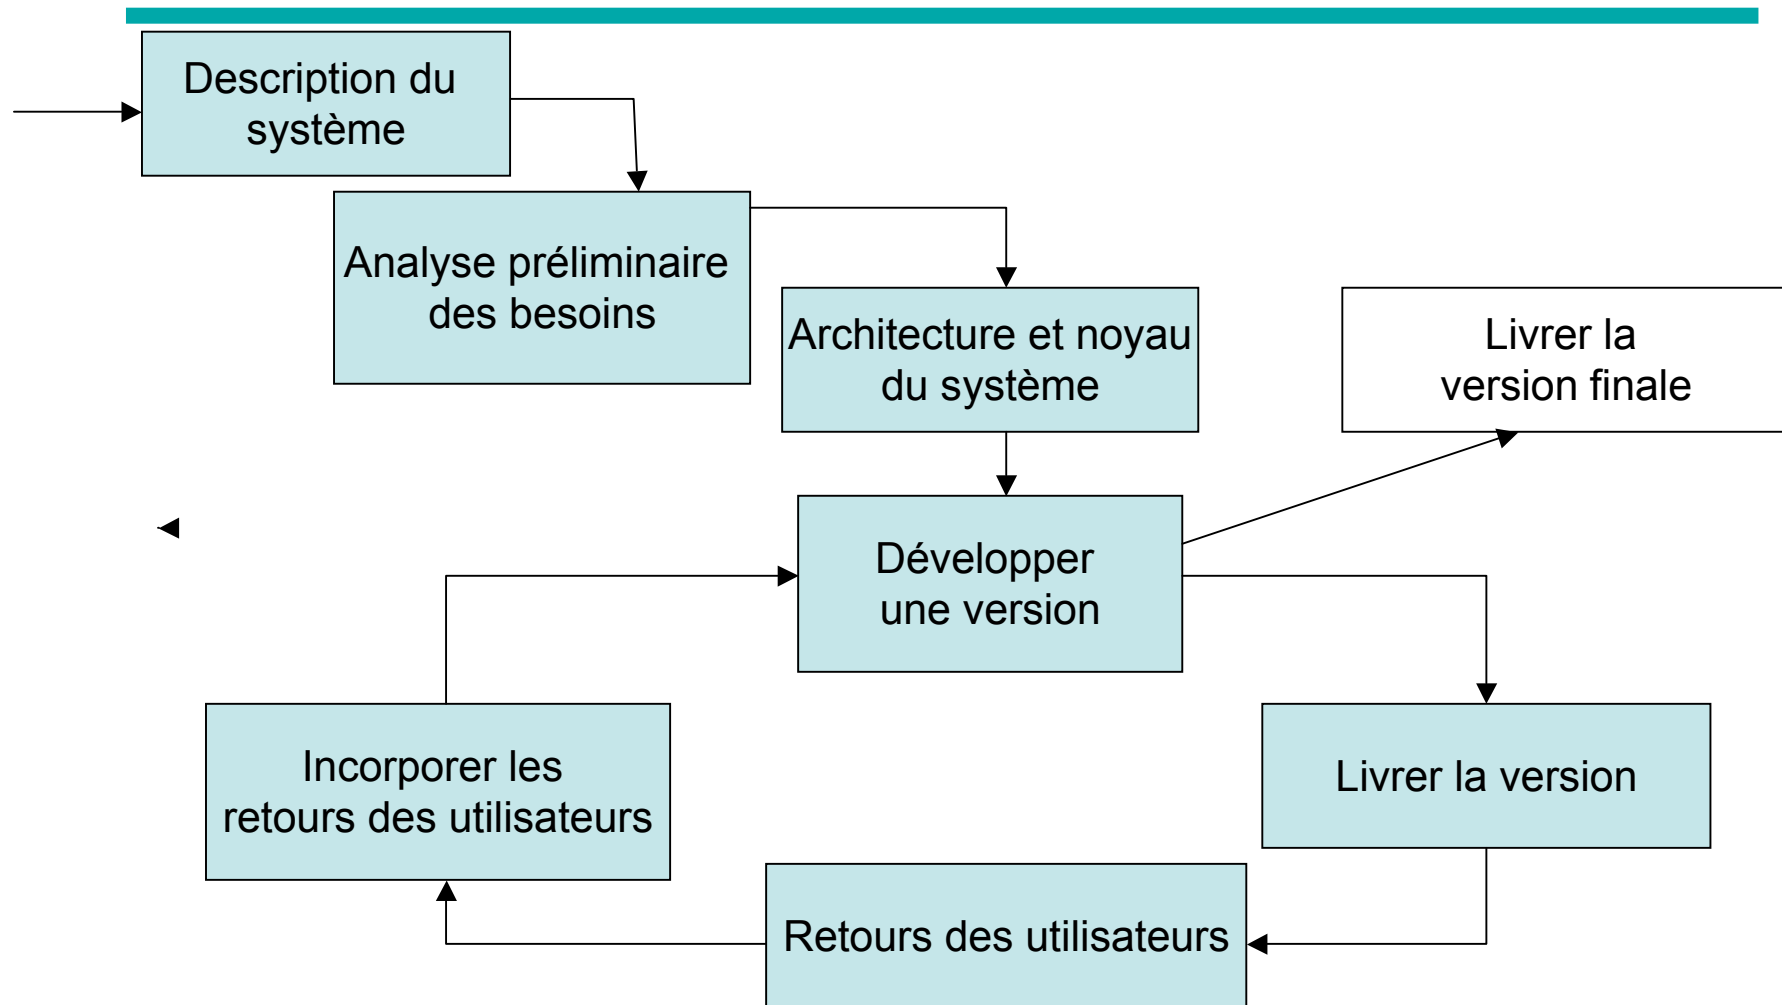 Description du
système
Analyse préliminaire
des besoins
Architecture et noyau
du système
Livrer la
version finale
Développer
une version
Incorporer les
retours des utilisateurs
Livrer la version
Retours des utilisateurs